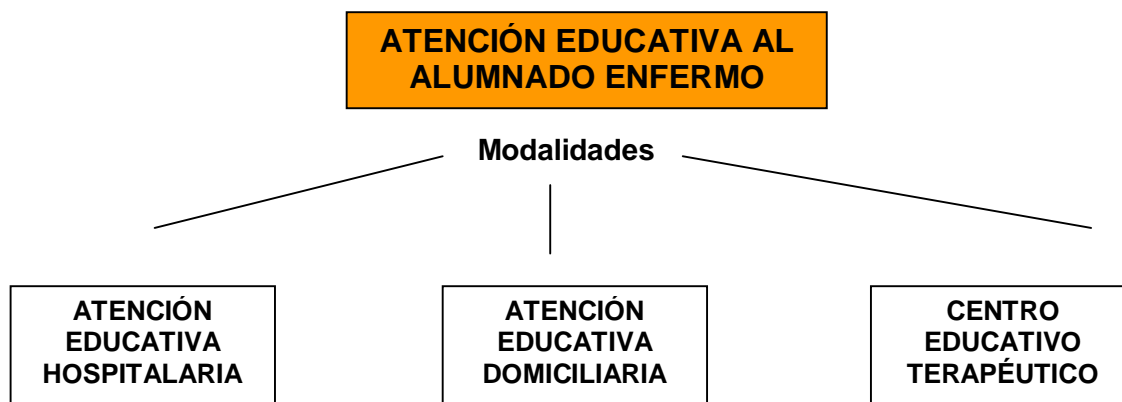 ATENCIÓN EDUCATIVA AL
ALUMNADO ENFERMO
Modalidades
ATENCIÓN
EDUCATIVA
HOSPITALARIA
ATENCIÓN
EDUCATIVA
DOMICILIARIA
CENTRO
EDUCATIVO
TERAPÉUTICO